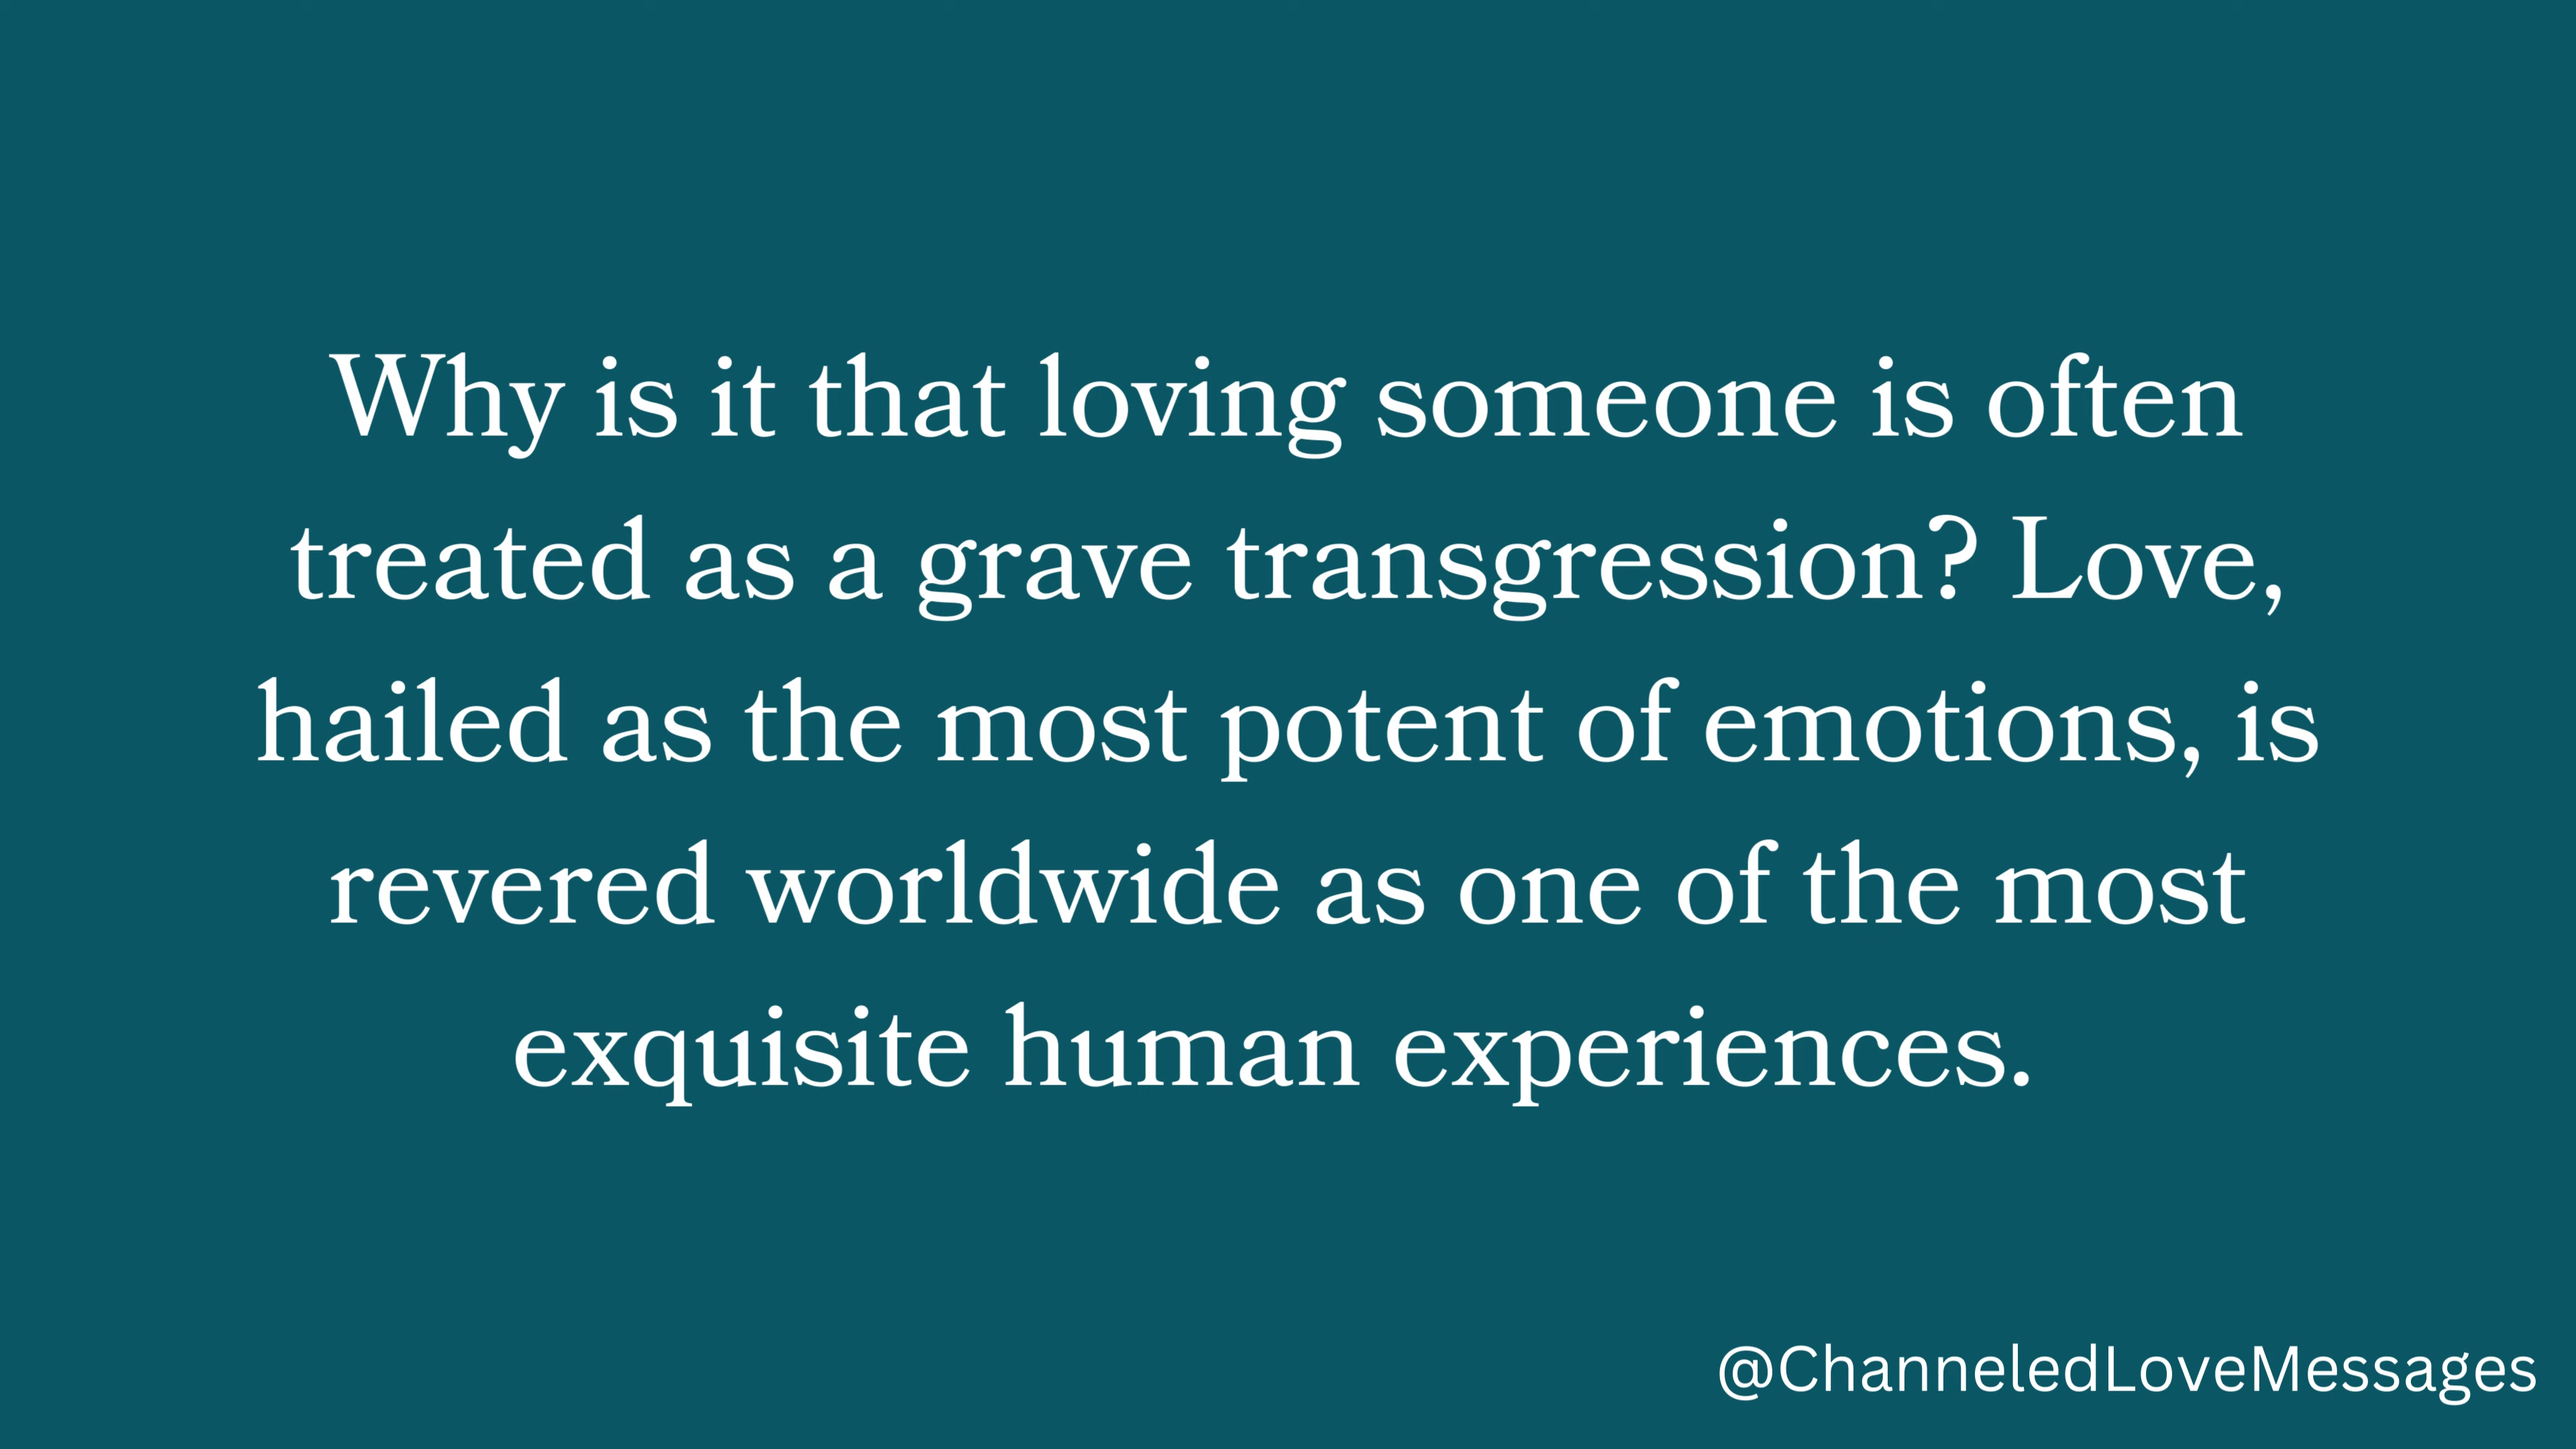 Why is it that loving someone is often
treated as a grave transgression? Love,
hailed as the most potent of emotions, is
revered worldwide as one of the most
exquisite human experiences.
@ChanneledLoveMessages